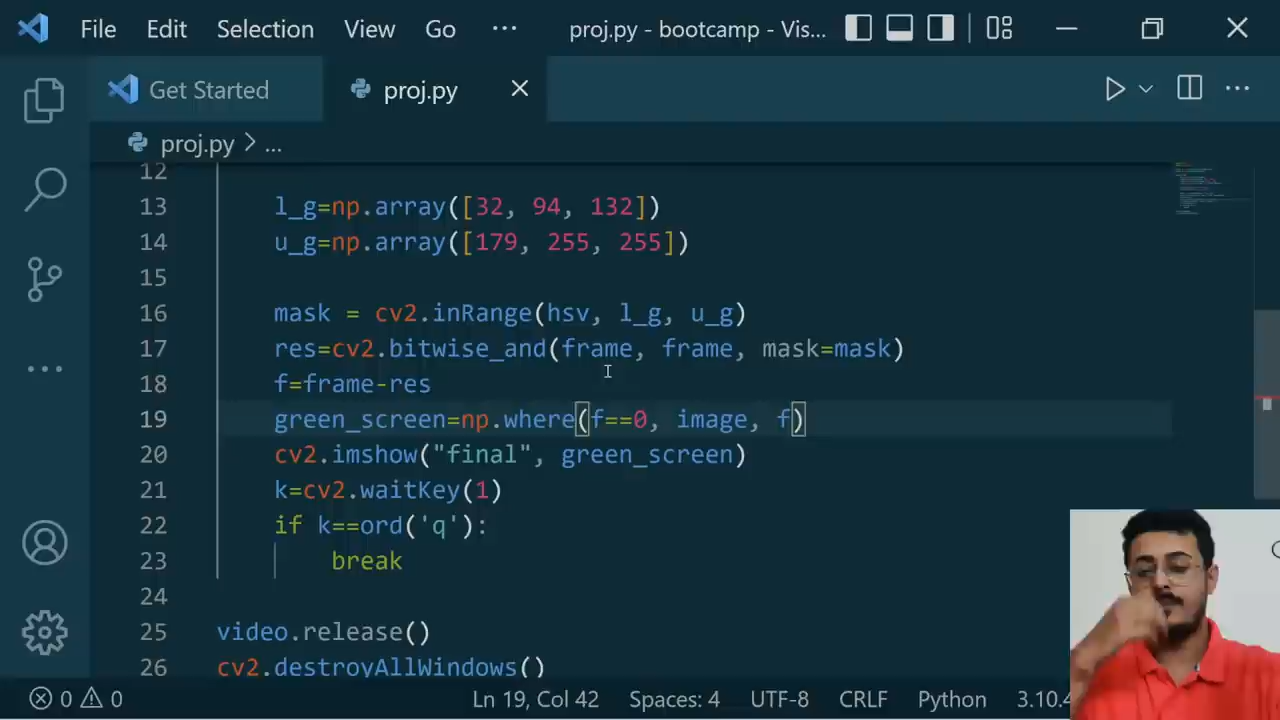 File Edit Selection View Go ··· proj.py - bootcamp - Vis...
Get Started proj.py
proj.py > ...
12
13 l_g=np.array([32, 94, 132])
14 u_g=np.array([179, 255, 255])
15
16 mask = cv2.inRange(hsv, l_g, u_g)
17 res=cv2.bitwise_and(frame, frame, mask=mask)
18 f=frame-res
19 green_screen=np.where(f==0, image, f)
20 cv2.imshow("final", green_screen)
21 k=cv2.waitKey(1)
22 if k==ord('q'):
23 break
24
25 video.release()
26 cv2.destroyAllWindows()
0 0 Ln 19, Col 42 Spaces: 4 UTF-8 CRLF Python 3.10.4